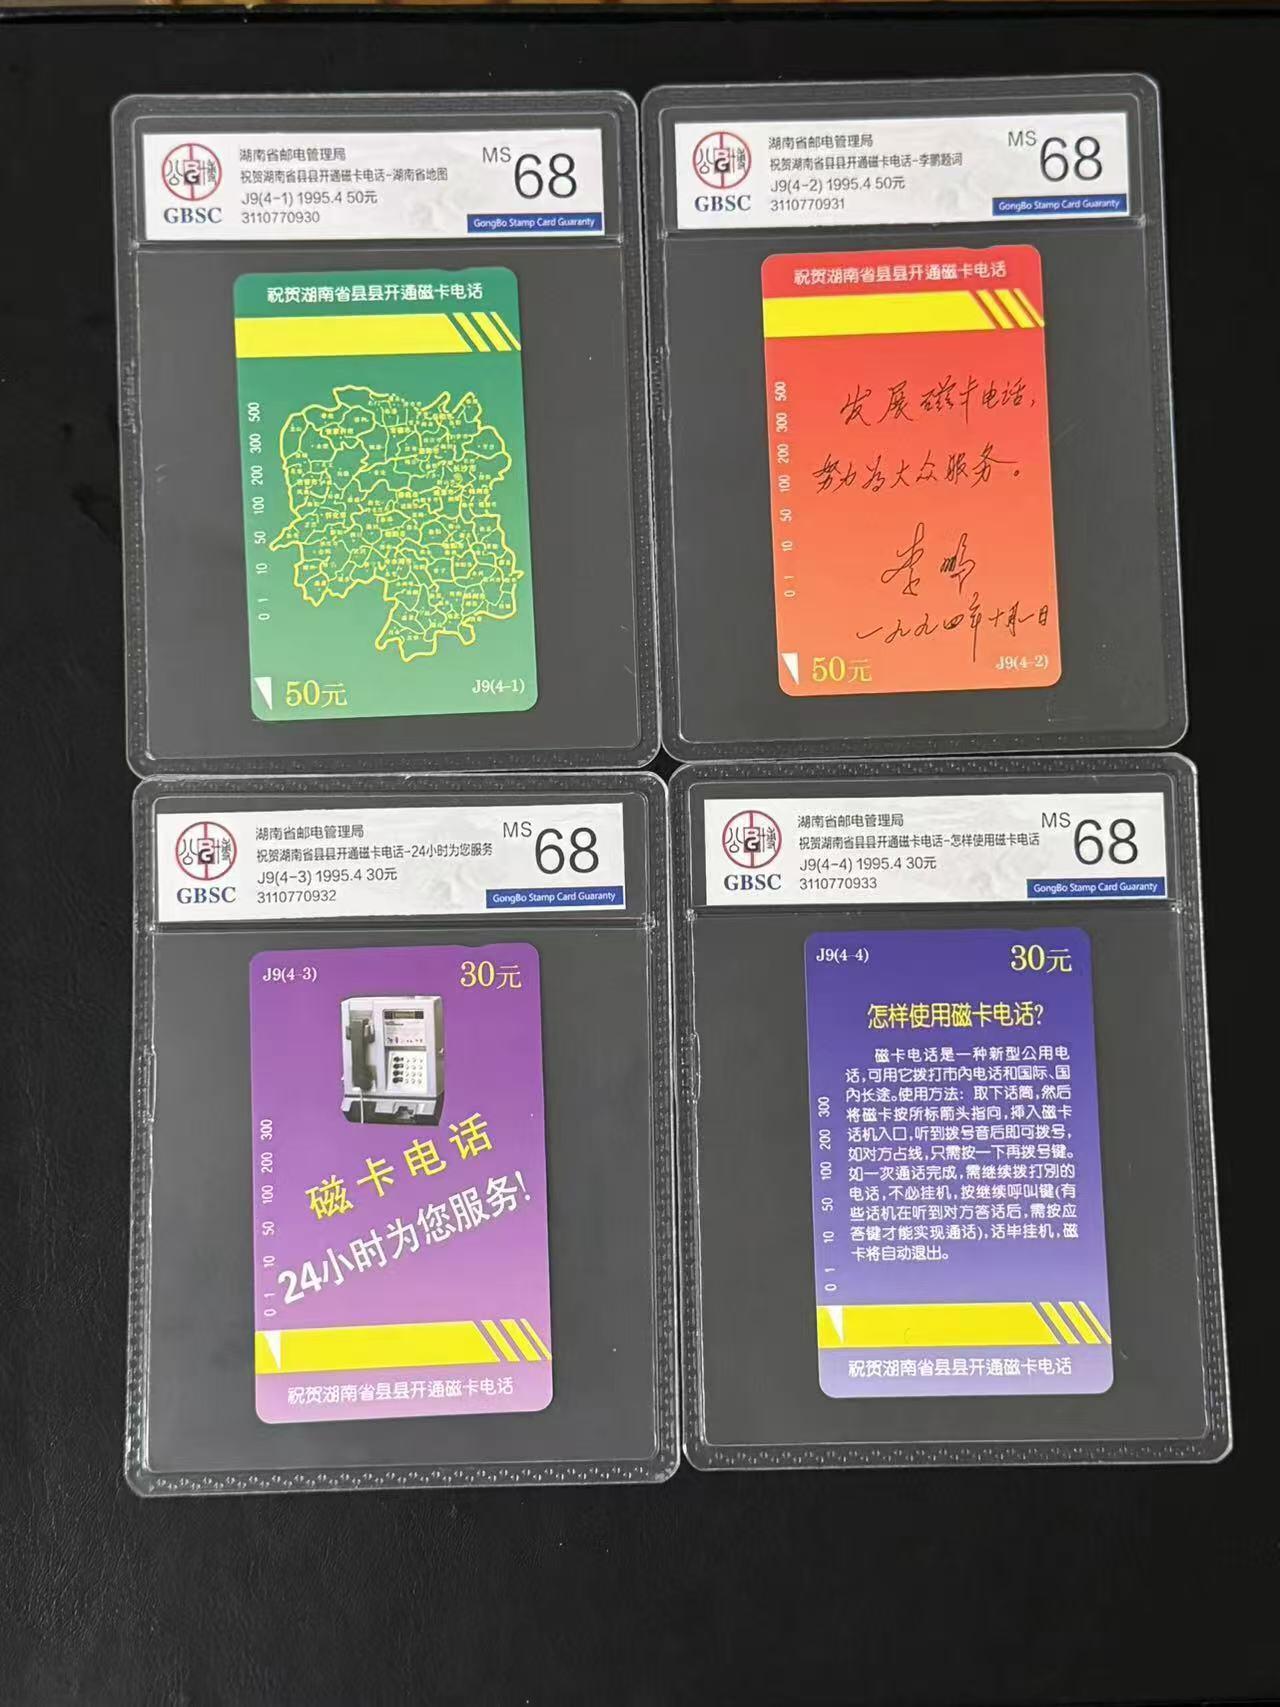 GBSC
湖南省邮电管理局
祝贺湖南省县县开通磁卡电话-湖南省地图
J9(4-1) 1995.4 50元
3110770930
MS 68
GongBo Stamp Card Guaranty
祝贺湖南省县县开通磁卡电话
500
300
200
100
50
10
1
0
50元
J9(4-1)
GBSC
湖南省邮电管理局
祝贺湖南省县县开通磁卡电话-李鹏题词
J9(4-2) 1995.4 50元
3110770931
MS 68
GongBo Stamp Card Guaranty
祝贺湖南省县县开通磁卡电话
500
300
200
100
50
10
1
0
发展磁卡电话,
努力为大众服务。
李鹏
一九九四年十月一日
50元
J9(4-2)
GBSC
湖南省邮电管理局
祝贺湖南省县县开通磁卡电话-24小时为您服务
J9(4-3) 1995.4 30元
3110770932
MS 68
GongBo Stamp Card Guaranty
J9(4-3)
30元
磁卡电话
24小时为您服务!
300
200
100
50
10
1
0
祝贺湖南省县县开通磁卡电话
GBSC
湖南省邮电管理局
祝贺湖南省县县开通磁卡电话-怎样使用磁卡电话
J9(4-4) 1995.4 30元
3110770933
MS 68
GongBo Stamp Card Guaranty
J9(4-4)
30元
怎样使用磁卡电话?
磁卡电话是一种新型公用电
话,可用它拨打市内电话和国际、国
内长途。使用方法: 取下话筒,然后
将磁卡按所标箭头指向,插入磁卡
话机入口,听到拨号音后即可拨号,
如对方占线,只需按一下再拨号键。
如一次通话完成,需继续拨打别的
电话,不必挂机,按继续呼叫键(有
些话机在听到对方答话后,需按应
答键才能实现通话),话毕挂机,磁
卡将自动退出。
300
200
100
50
10
1
0
祝贺湖南省县县开通磁卡电话